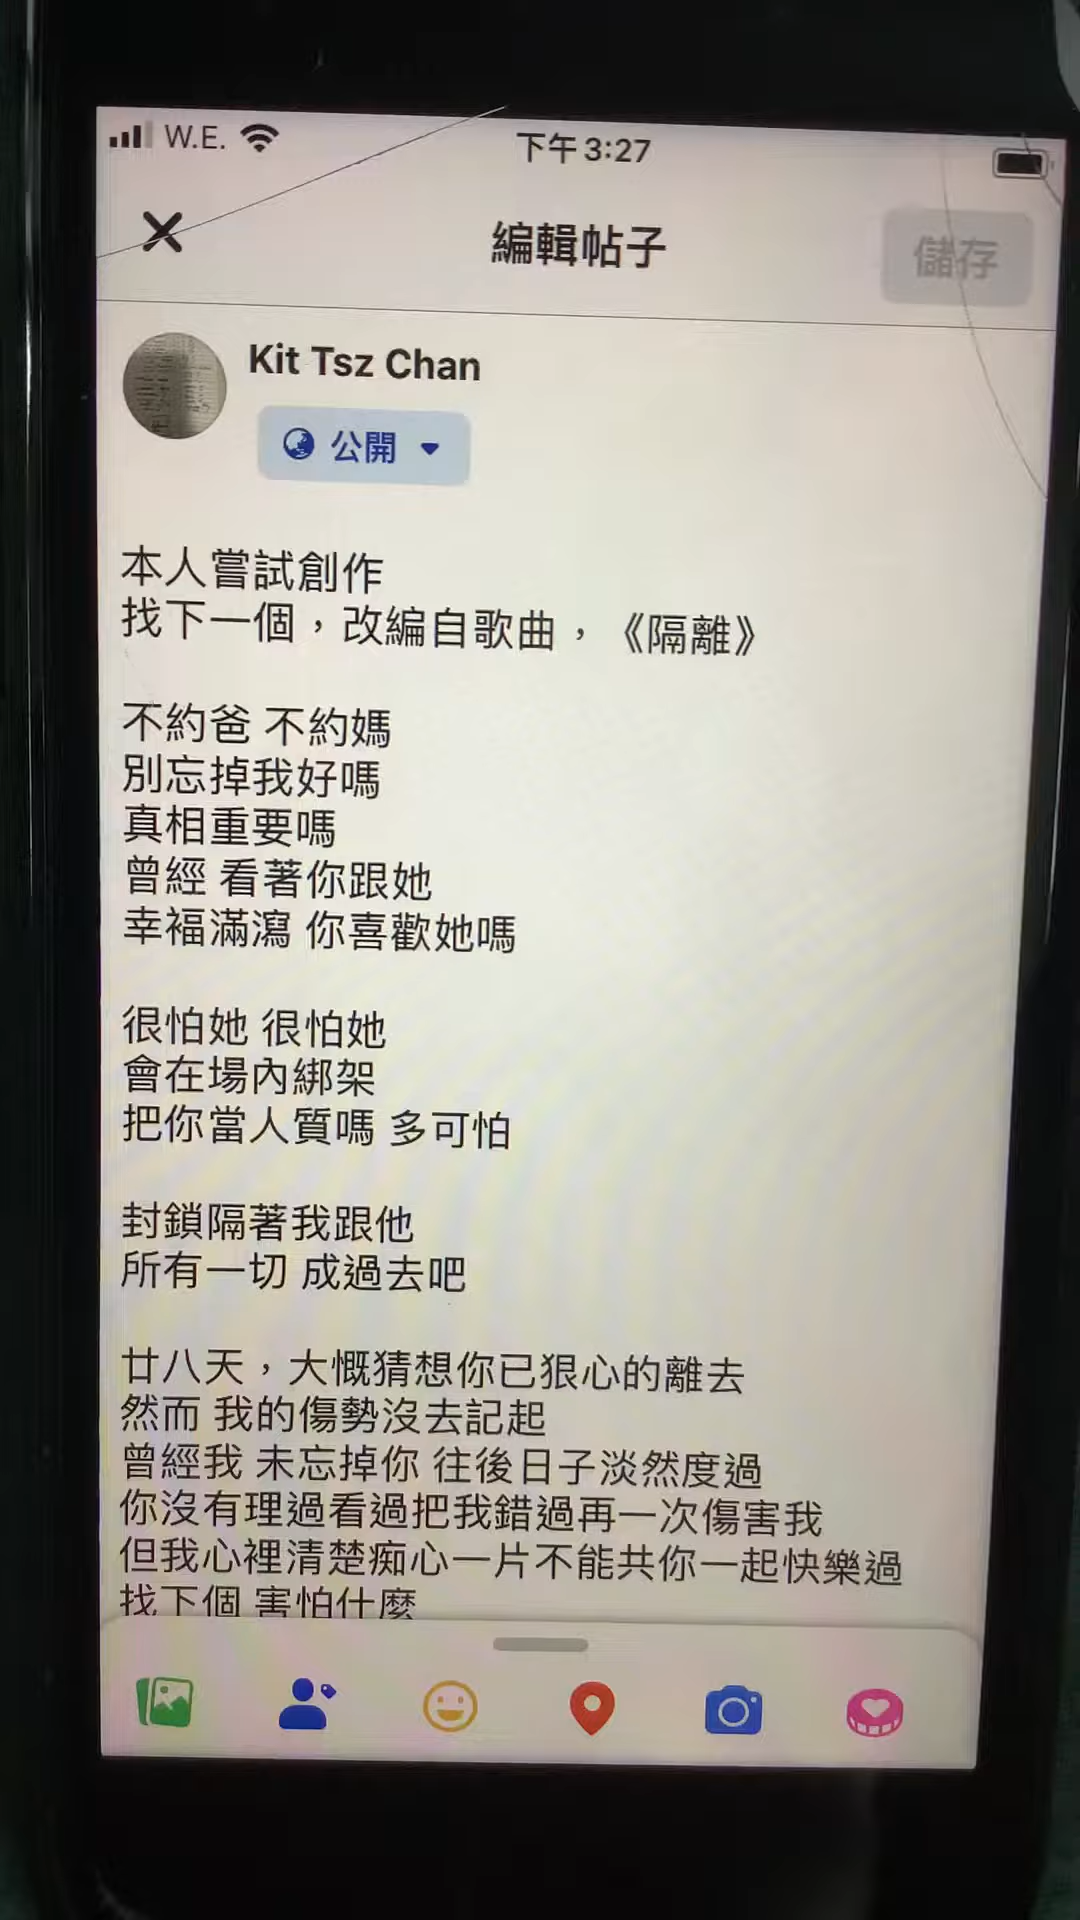 W.E.
下午3:27
編輯帖子
儲存
Kit Tsz Chan
公開
本人嘗試創作
找下一個，改編自歌曲，《隔離》
不約爸 不約媽
別忘掉我好嗎
真相重要嗎
曾經 看著你跟她
幸福滿瀉 你喜歡她嗎
很怕她 很怕她
會在場內綁架
把你當人質嗎 多可怕
封鎖隔著我跟他
所有一切 成過去吧
廿八天，大慨猜想你已狠心的離去
然而 我的傷勢沒去記起
曾經我 未忘掉你 往後日子淡然度過
你沒有理過看過把我錯過再一次傷害我
但我心裡清楚痴心一片不能共你一起快樂過
找下個 害怕什麼